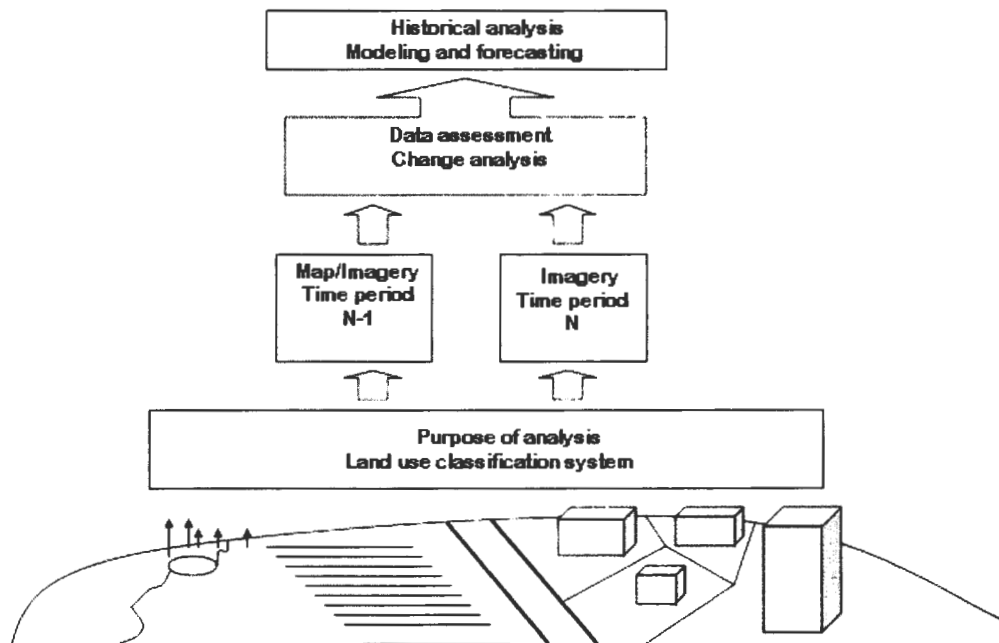 Historical analysis
Modeling and forecasting
Data assessment
Change analysis
Map/Imagery
Time period
N-1
Imagery
Time period
N
Purpose of analysis
Land use classification system